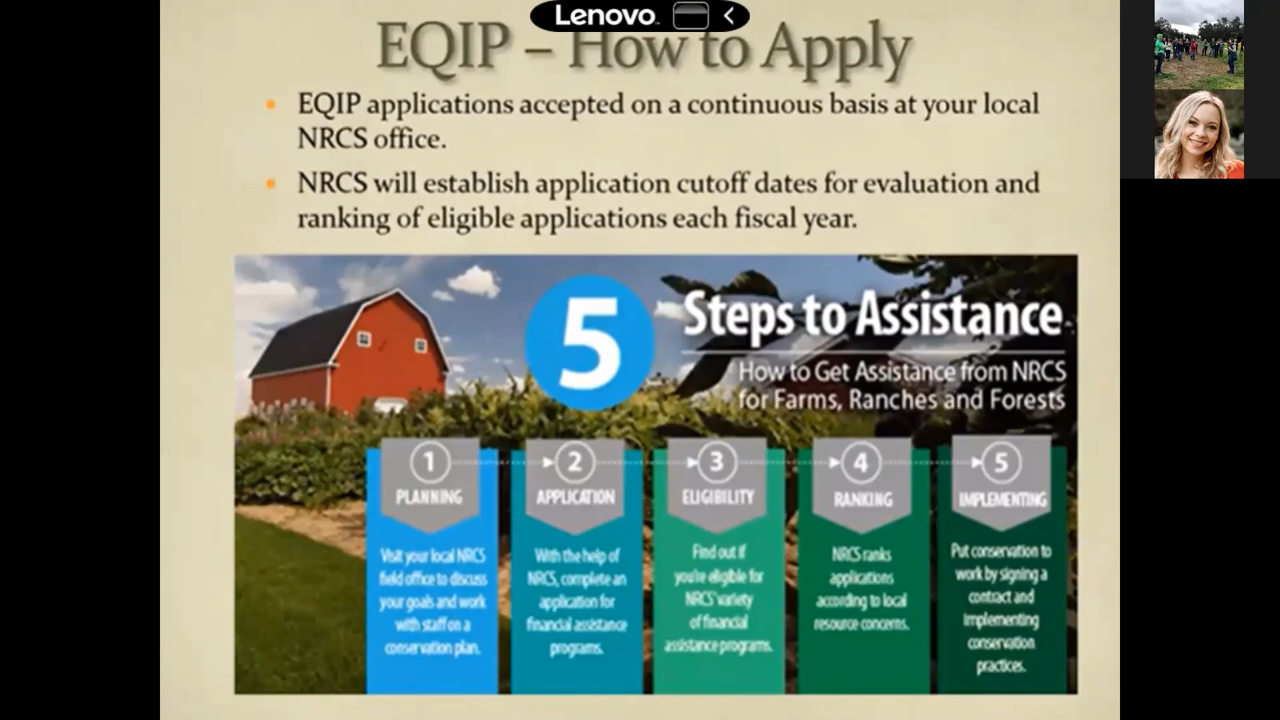 Lenovo
EQIP – How to Apply
EQIP applications accepted on a continuous basis at your local
NRCS office.
NRCS will establish application cutoff dates for evaluation and
ranking of eligible applications each fiscal year.
5
Steps to Assistance
How to Get Assistance from NRCS
for Farms, Ranches and Forests
1
PLANNING
Visit your local NRCS
field office to discuss
your goals and work
with staff on a
conservation plan.
2
APPLICATION
With the help of
NRCS, complete an
application for
financial assistance
programs.
3
ELIGIBILITY
Find out if
you're eligible for
NRCS' variety
of financial
assistance programs.
4
RANKING
NRCS ranks
applications
according to local
resource concerns.
5
IMPLEMENTING
Put conservation to
work by signing a
contract and
implementing
conservation
practices.